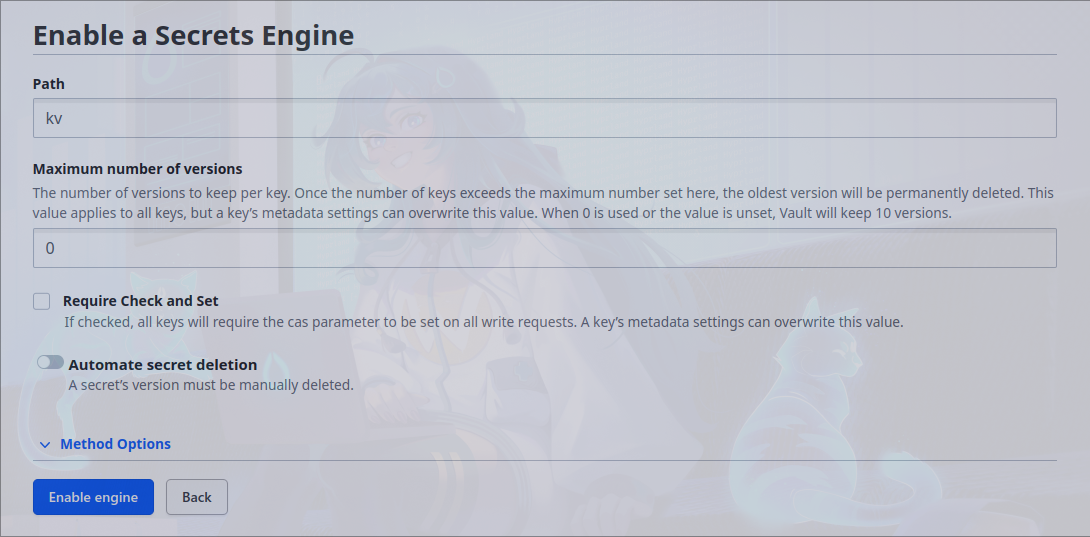 Enable a Secrets Engine
Path
kv
Maximum number of versions
The number of versions to keep per key. Once the number of keys exceeds the maximum number set here, the oldest version will be permanently deleted. This
value applies to all keys, but a key’s metadata settings can overwrite this value. When 0 is used or the value is unset, Vault will keep 10 versions.
0
Require Check and Set
If checked, all keys will require the cas parameter to be set on all write requests. A key’s metadata settings can overwrite this value.
Automate secret deletion
A secret’s version must be manually deleted.
Method Options
Enable engine
Back